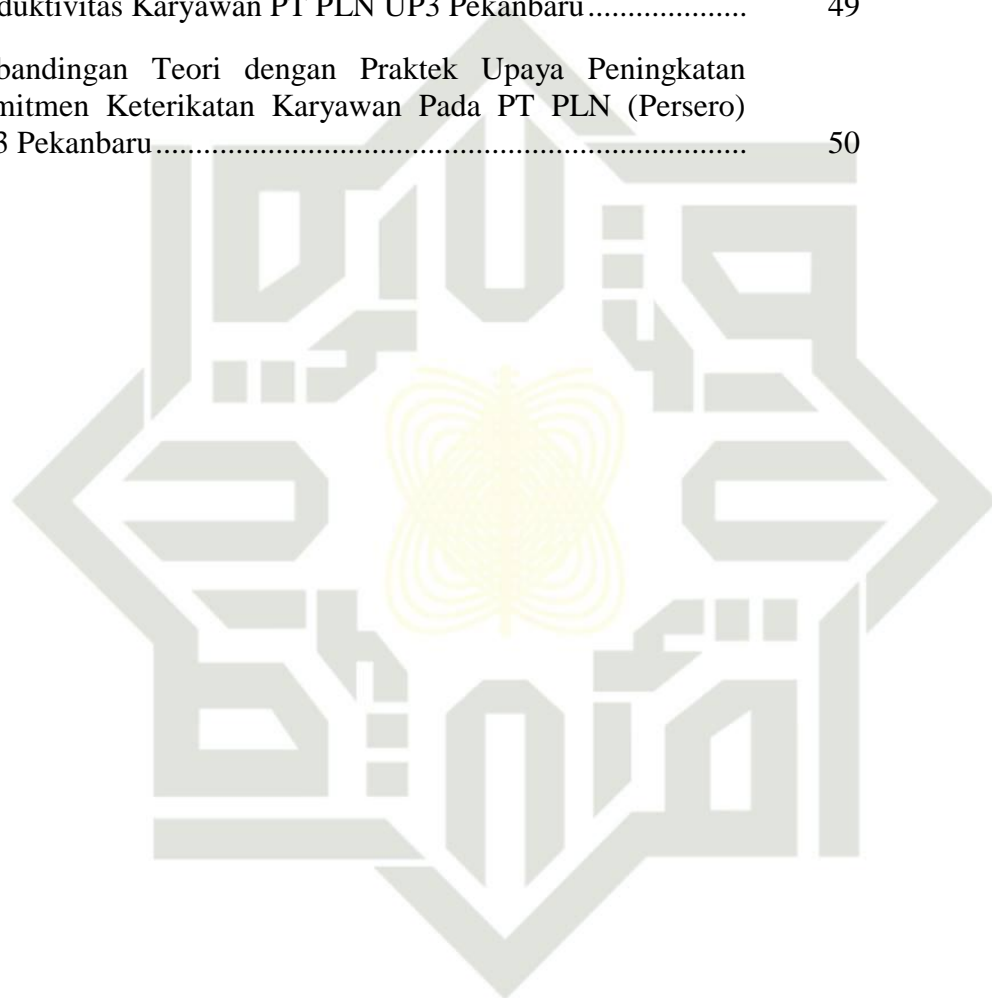 duktivitas Karyawan PT PLN UP3 Pekanbaru.................... 49
bandingan Teori dengan Praktek Upaya Peningkatan
mitmen Keterikatan Karyawan Pada PT PLN (Persero)
3 Pekanbaru.......................................................................... 50